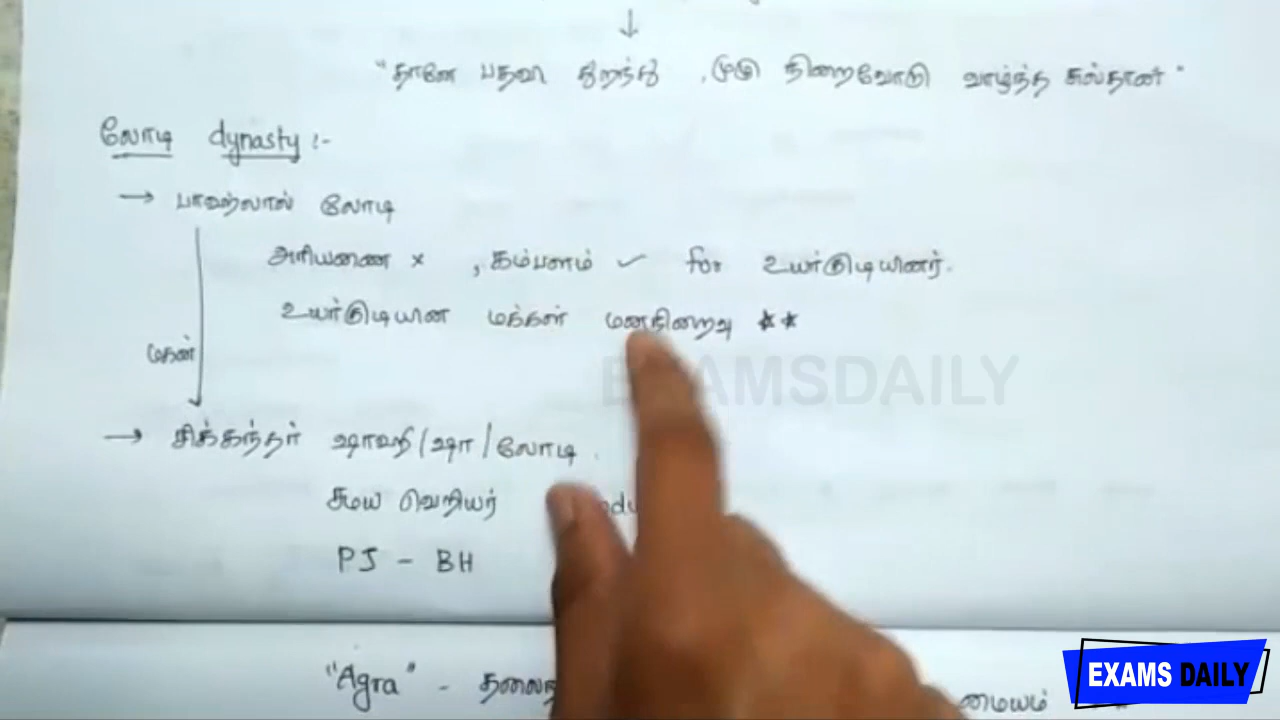 ↓
"தானே பதவி துறந்து , முழு நிறைவோடு வாழ்ந்த சுல்தான்"
லோடி dynasty :-
→ பாஹ்லால் லோடி
அரியணை × , கம்பளம் ✓ for உயர்குடியினர்.
உயர்குடியின மக்கள் மனநிறைவு ★★
மகன்
→ சிக்கந்தர் ஷாஹி/ஷா/லோடி.
சமய வெறியர்
PJ - BH
"Agra" -
மையம்
EXAMSDAILY
EXAMS DAILY